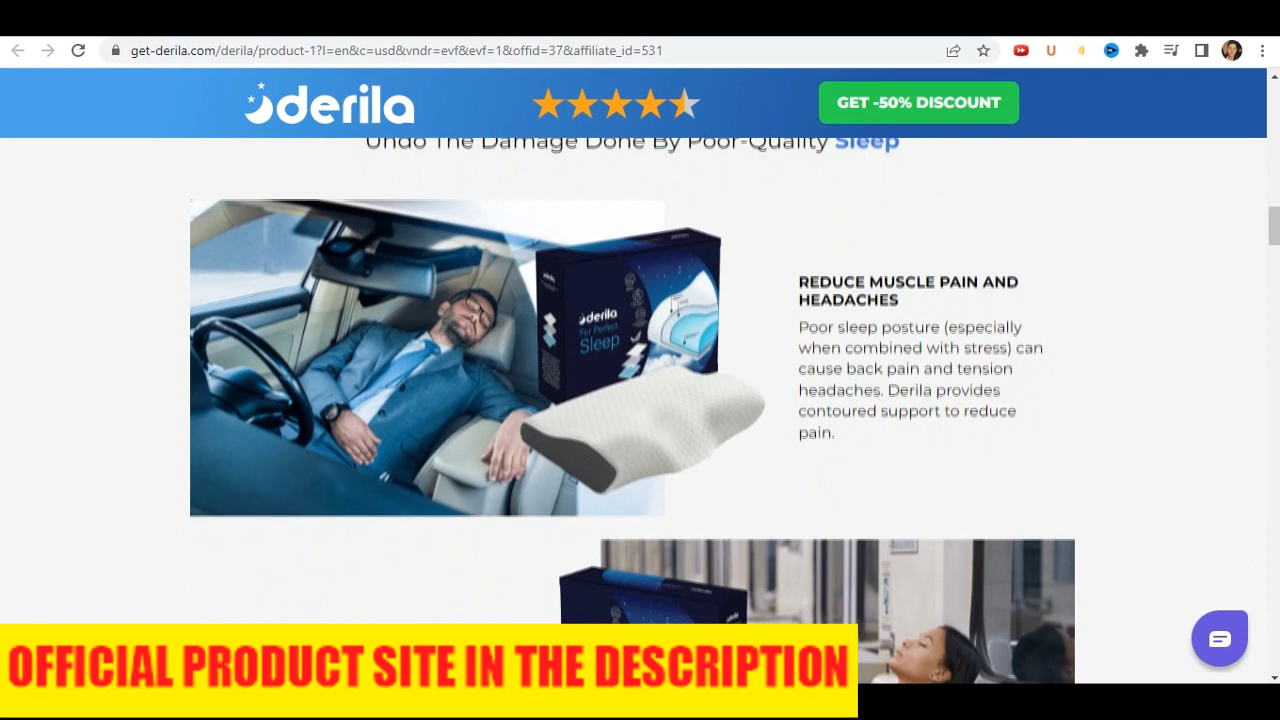 get-derila.com/derila/product-1?l=en&c=usd&vndr=evf&evf=1&offid=37&affiliate_id=531
U
derila
GET -50% DISCOUNT
Undo The Damage Done By Poor-Quality Sleep
derila
For Perfect
Sleep
REDUCE MUSCLE PAIN AND
HEADACHES
Poor sleep posture (especially
when combined with stress) can
cause back pain and tension
headaches. Derila provides
contoured support to reduce
pain.
OFFICIAL PRODUCT SITE IN THE DESCRIPTION